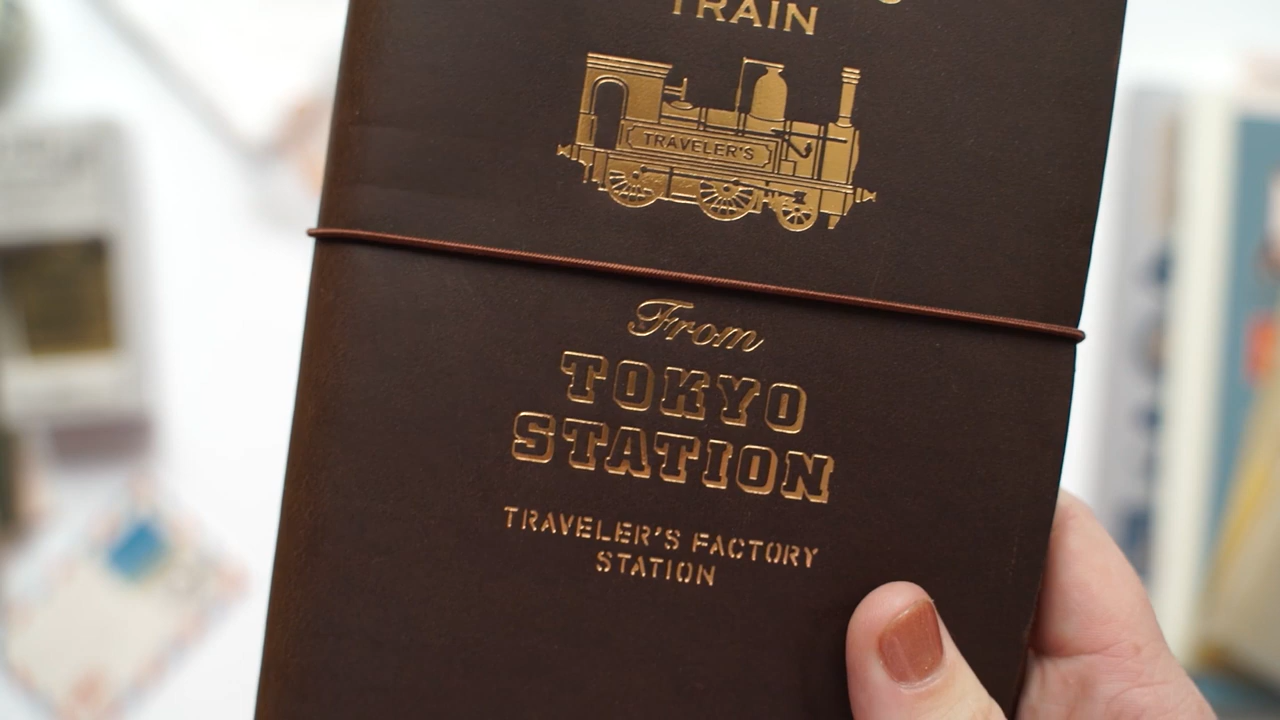 TRAIN
TRAVELER'S
From
TOKYO
STATION
TRAVELER'S FACTORY
STATION